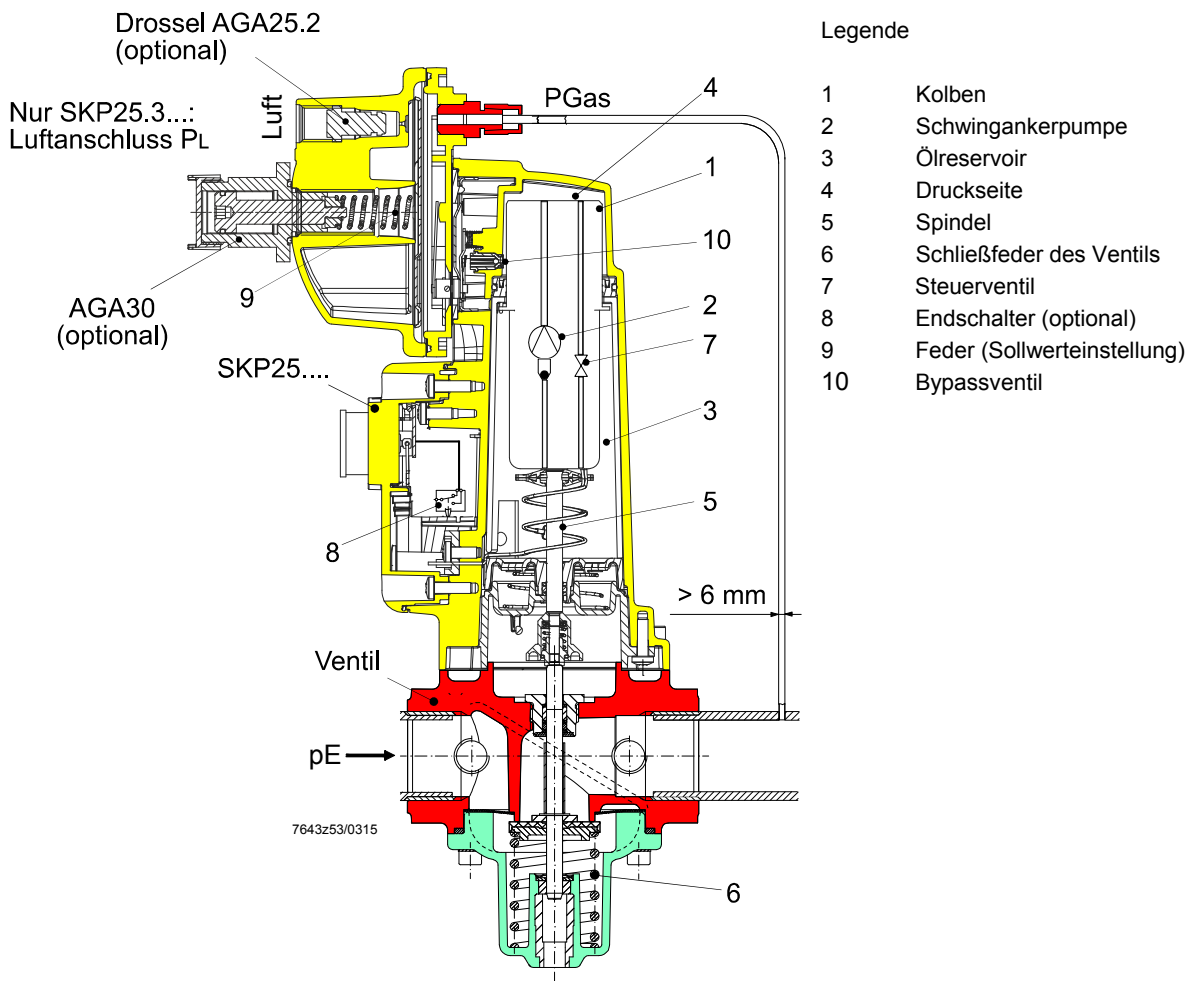 Drossel AGA25.2
(optional)
Nur SKP25.3...:
Luftanschluss PL
Luft
PGas
4
1
10
9
AGA30
(optional)
2
7
SKP25....
3
8
5
> 6 mm
Ventil
pE
7643z53/0315
6
Legende
1 Kolben
2 Schwingankerpumpe
3 Ölreservoir
4 Druckseite
5 Spindel
6 Schließfeder des Ventils
7 Steuerventil
8 Endschalter (optional)
9 Feder (Sollwerteinstellung)
10 Bypassventil